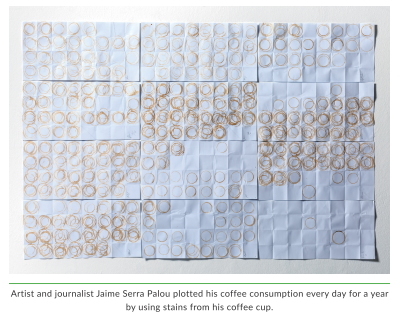 Artist and journalist Jaime Serra Palou plotted his coffee consumption every day for a year
by using stains from his coffee cup.